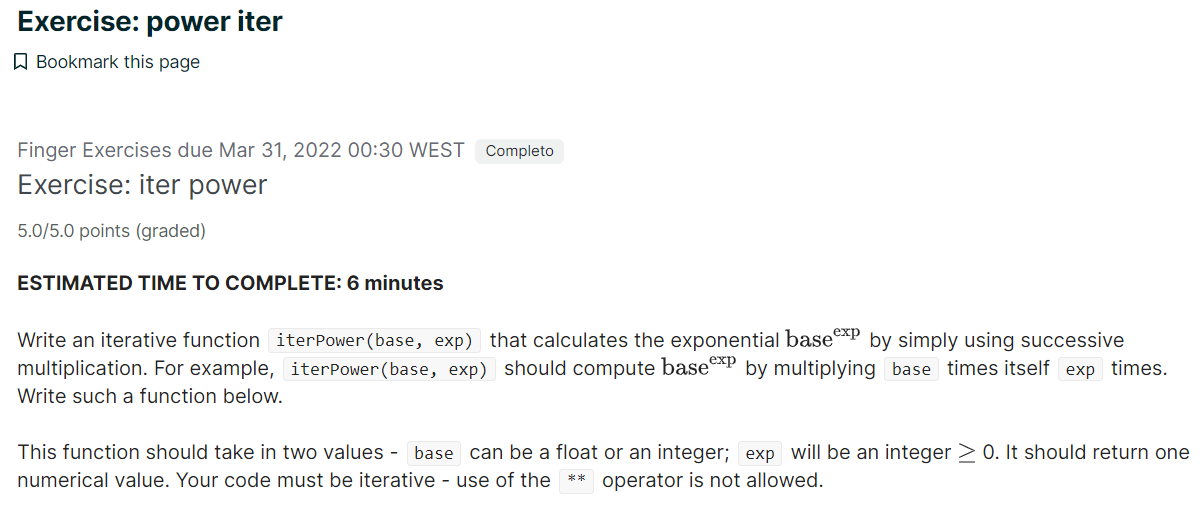 Exercise: power iter
Bookmark this page
Finger Exercises due Mar 31, 2022 00:30 WEST Completo
Exercise: iter power
5.0/5.0 points (graded)
ESTIMATED TIME TO COMPLETE: 6 minutes
Write an iterative function iterPower(base, exp) that calculates the exponential base^exp by simply using successive
multiplication. For example, iterPower(base, exp) should compute base^exp by multiplying base times itself exp times.
Write such a function below.
This function should take in two values - base can be a float or an integer; exp will be an integer ≥ 0. It should return one
numerical value. Your code must be iterative - use of the ** operator is not allowed.